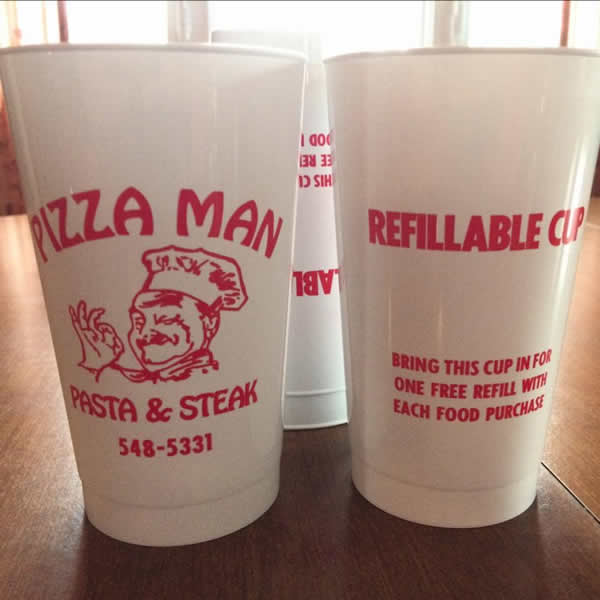 PIZZA MAN
PASTA & STEAK
548-5331
REFILLABLE CUP
BRING THIS CUP IN FOR
ONE FREE REFILL WITH
EACH FOOD PURCHASE